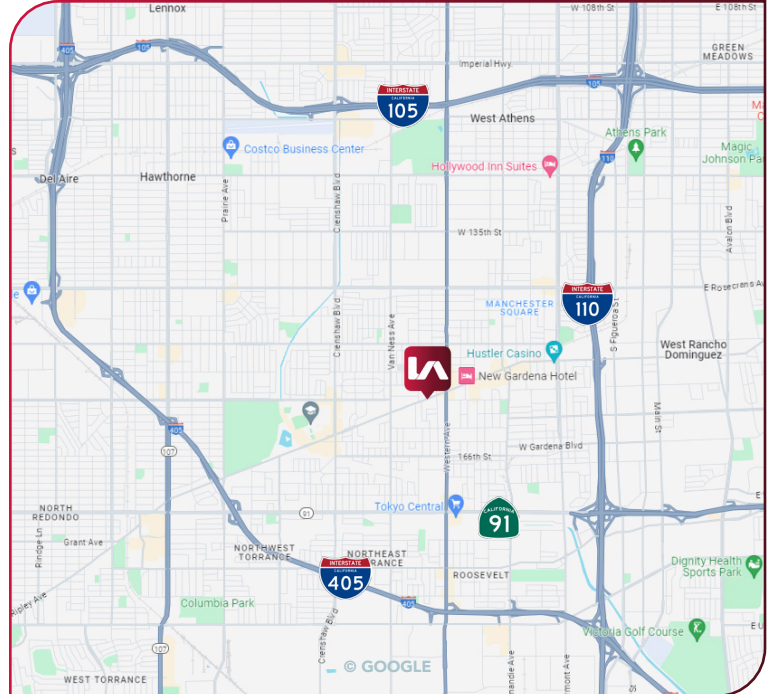 Lennox
W 108th St
E 108th St
GREEN
MEADOWS
405
105
Imperial Hwy.
105
INTERSTATE
CALIFORNIA
105
West Athens
Athens Park
Magic
Costco Business Center
Hollywood Inn Suites
110
Del Aire
Hawthorne
Prairie Ave
Crenshaw Blvd
Avalon Blvd
W 135th St
E Rosecrans
MANCHESTER
SQUARE
INTERSTATE
CALIFORNIA
110
S Figueroa St
Crenshaw Blvd
Van Ness Ave
Hustler Casino
West Rancho
Dominguez
New Gardena Hotel
Main St
405
107
Western Ave
W Gardena Blvd
166th St
NORTH
REDONDO
91
Tokyo Central
CALIFORNIA
91
Rindge Ln
Grant Ave
NORTHWEST
TORRANCE
NORTHEAST
RRANCE
INTERSTATE
CALIFORNIA
405
ROOSEVELT
Dignity Health
Sports Park
Ripley Ave
Columbia Park
405
Crenshaw Blvd
Victoria Golf Course
107
© GOOGLE
WEST TORRANCE